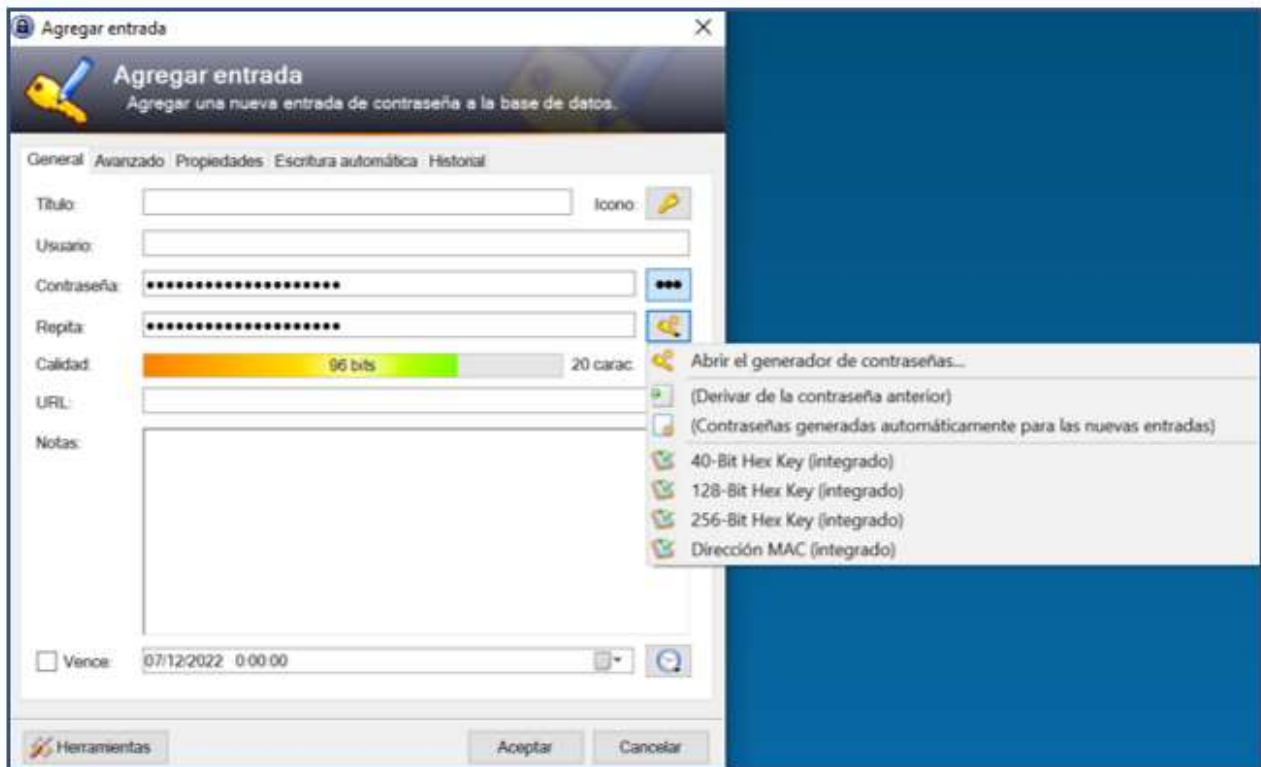 Agregar entrada
Agregar entrada
Agregar una nueva entrada de contraseña a la base de datos.
General Avanzado Propiedades Escritura automática Historial
Título: Icono:
Usuario:
Contraseña:
Repita:
Calidad: 96 bits 20 carac.
Abrir el generador de contraseñas...
(Derivar de la contraseña anterior)
(Contraseñas generadas automáticamente para las nuevas entradas)
40-Bit Hex Key (integrado)
128-Bit Hex Key (integrado)
256-Bit Hex Key (integrado)
Dirección MAC (integrado)
URL:
Notas:
Vence: 07/12/2022 0:00:00
Herramientas Aceptar Cancelar